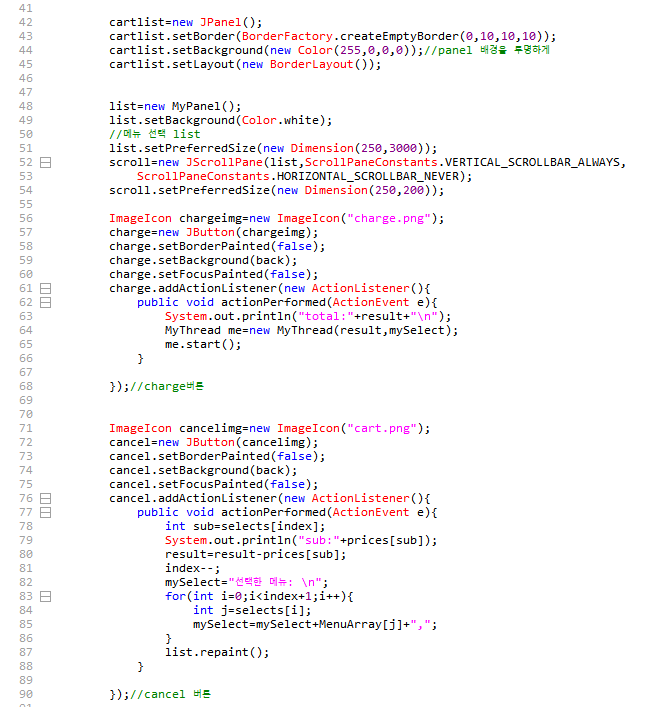 41
42 cartlist=new JPanel();
43 cartlist.setBorder(BorderFactory.createEmptyBorder(0,10,10,10));
44 cartlist.setBackground(new Color(255,0,0,0));//panel 배경을 투명하게
45 cartlist.setLayout(new BorderLayout());
46
47
48 list=new MyPanel();
49 list.setBackground(Color.white);
50 //메뉴 선택 list
51 list.setPreferredSize(new Dimension(250,3000));
52 scroll=new JScrollPane(list,ScrollPaneConstants.VERTICAL_SCROLLBAR_ALWAYS,
53 ScrollPaneConstants.HORIZONTAL_SCROLLBAR_NEVER);
54 scroll.setPreferredSize(new Dimension(250,200));
55
56 ImageIcon chargeimg=new ImageIcon("charge.png");
57 charge=new JButton(chargeimg);
58 charge.setBorderPainted(false);
59 charge.setBackground(back);
60 charge.setFocusPainted(false);
61 charge.addActionListener(new ActionListener(){
62 public void actionPerformed(ActionEvent e){
63 System.out.println("total:"+result+"\n");
64 MyThread me=new MyThread(result,mySelect);
65 me.start();
66 }
67
68 });//charge버튼
69
70
71 ImageIcon cancelimg=new ImageIcon("cart.png");
72 cancel=new JButton(cancelimg);
73 cancel.setBorderPainted(false);
74 cancel.setBackground(back);
75 cancel.setFocusPainted(false);
76 cancel.addActionListener(new ActionListener(){
77 public void actionPerformed(ActionEvent e){
78 int sub=selects[index];
79 System.out.println("sub:"+prices[sub]);
80 result=result-prices[sub];
81 index--;
82 mySelect="선택한 메뉴: \n";
83 for(int i=0;i<index+1;i++){
84 int j=selects[i];
85 mySelect=mySelect+MenuArray[j]+",";
86 }
87 list.repaint();
88 }
89
90 });//cancel 버튼